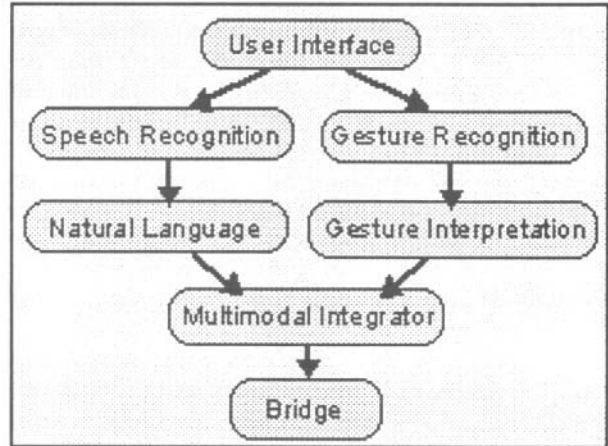 User Interface
Speech Recognition
Gesture Recognition
Natural Language
Gesture Interpretation
Multimodal Integrator
Bridge